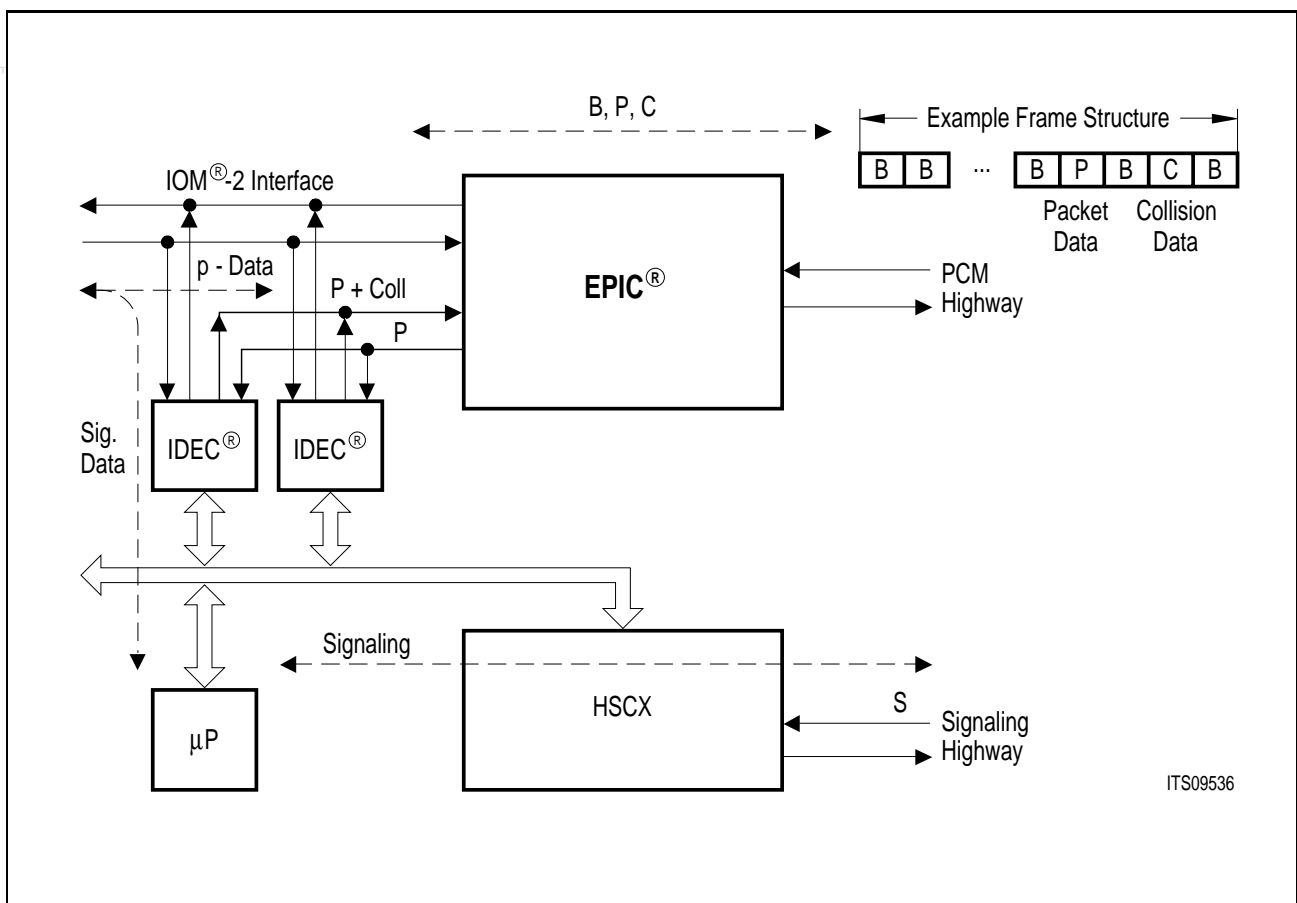 B, P, C
Example Frame Structure
B B ... B P B C B
Packet Data
Collision Data
IOM®-2 Interface
p - Data
P + Coll
P
EPIC®
PCM
Highway
Sig.
Data
IDEC®
IDEC®
Signaling
HSCX
S
Signaling
Highway
µP
ITS09536